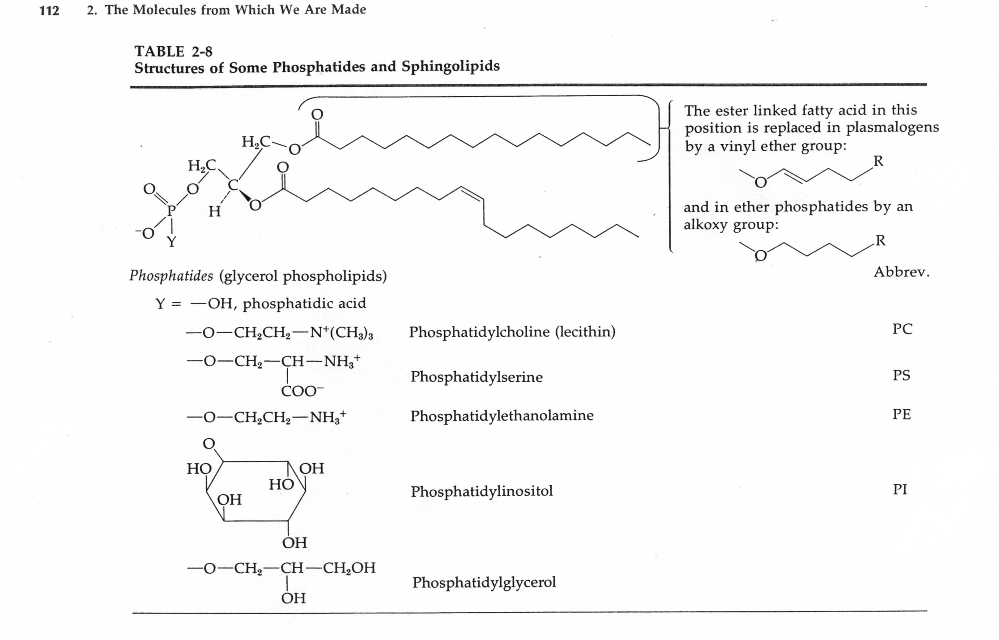 112 2. The Molecules from Which We Are Made
TABLE 2-8
Structures of Some Phosphatides and Sphingolipids
O
H₂C O
H₂C O
O O C
P H O
⁻O Y
The ester linked fatty acid in this
position is replaced in plasmalogens
by a vinyl ether group:
R
O
and in ether phosphatides by an
alkoxy group:
R
O
Phosphatides (glycerol phospholipids) Abbrev.
Y = —OH, phosphatidic acid
—O—CH₂CH₂—N⁺(CH₃)₃ Phosphatidylcholine (lecithin) PC
—O—CH₂—CH—NH₃⁺
Phosphatidylserine PS
COO⁻
—O—CH₂CH₂—NH₃⁺ Phosphatidylethanolamine PE
O
HO OH
HO
Phosphatidylinositol PI
OH
OH
—O—CH₂—CH—CH₂OH
Phosphatidylglycerol
OH